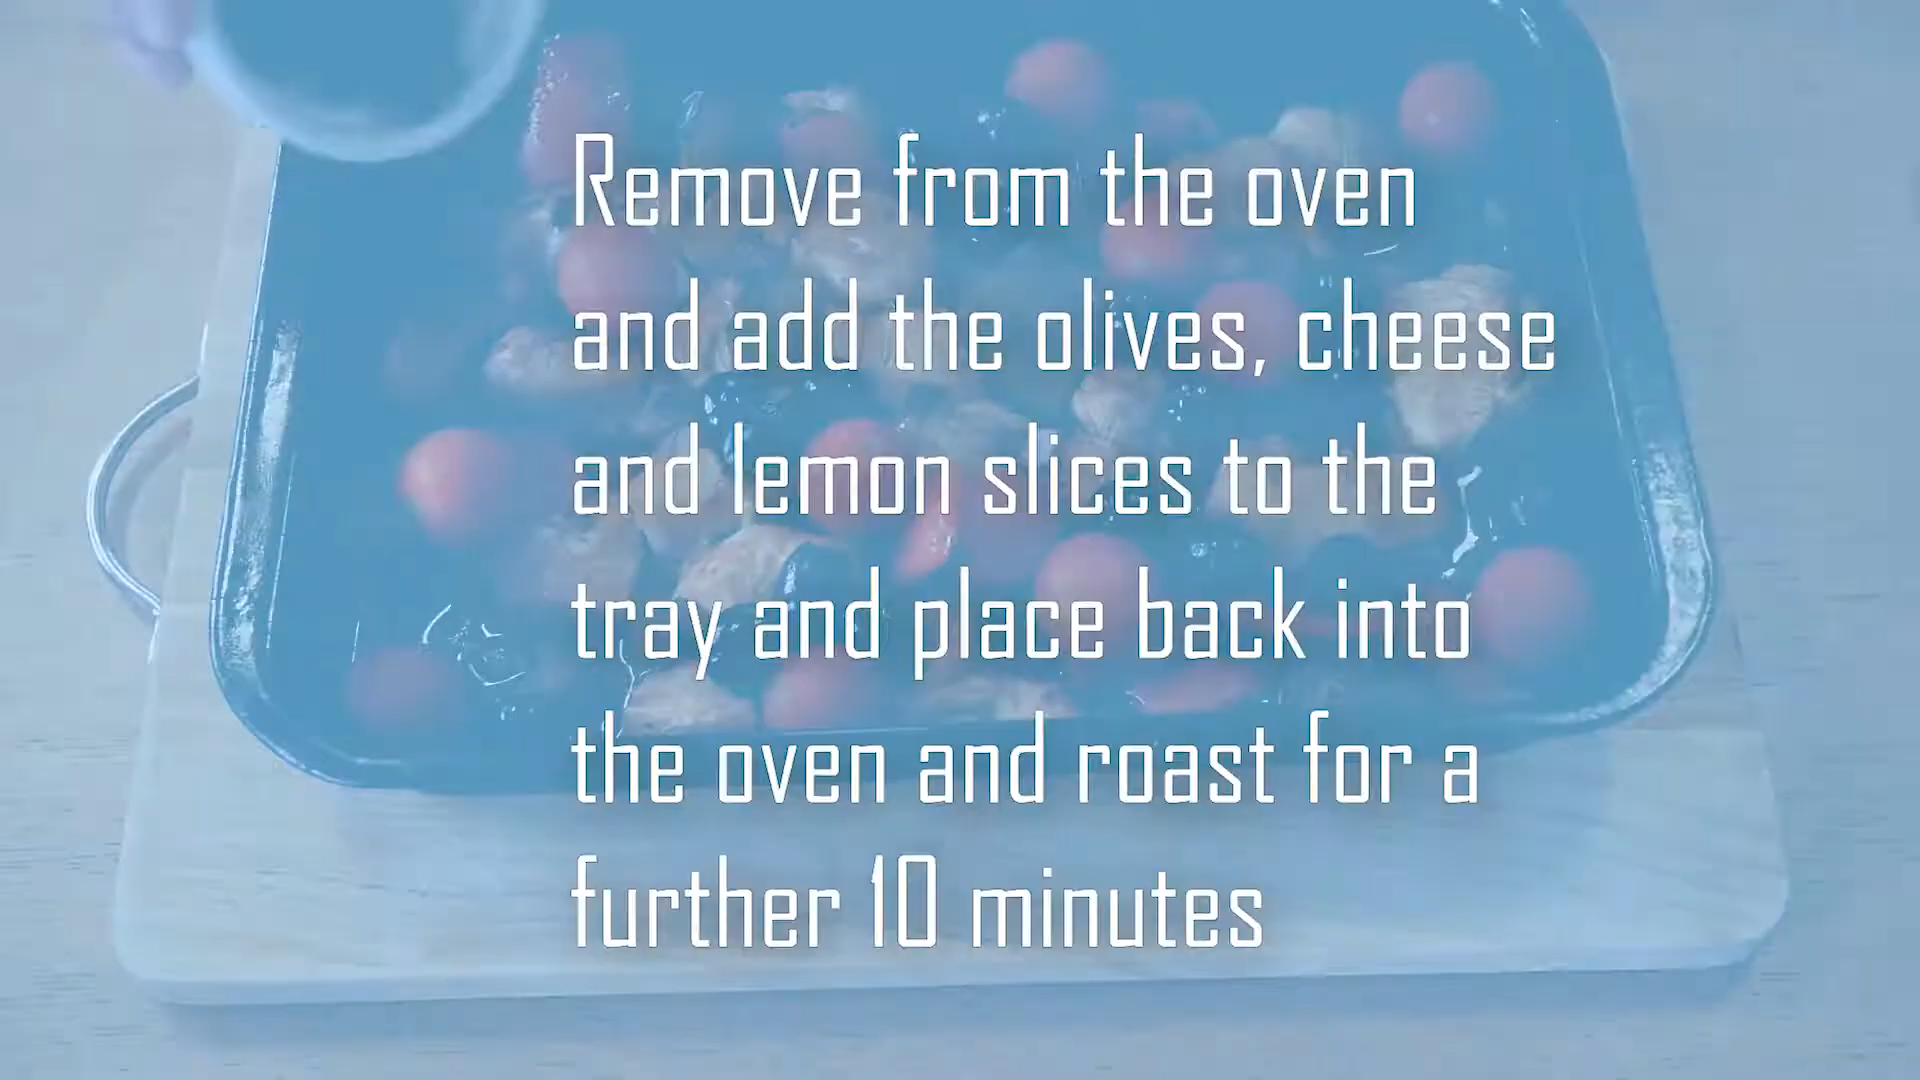 Remove from the oven
and add the olives, cheese
and lemon slices to the
tray and place back into
the oven and roast for a
further 10 minutes